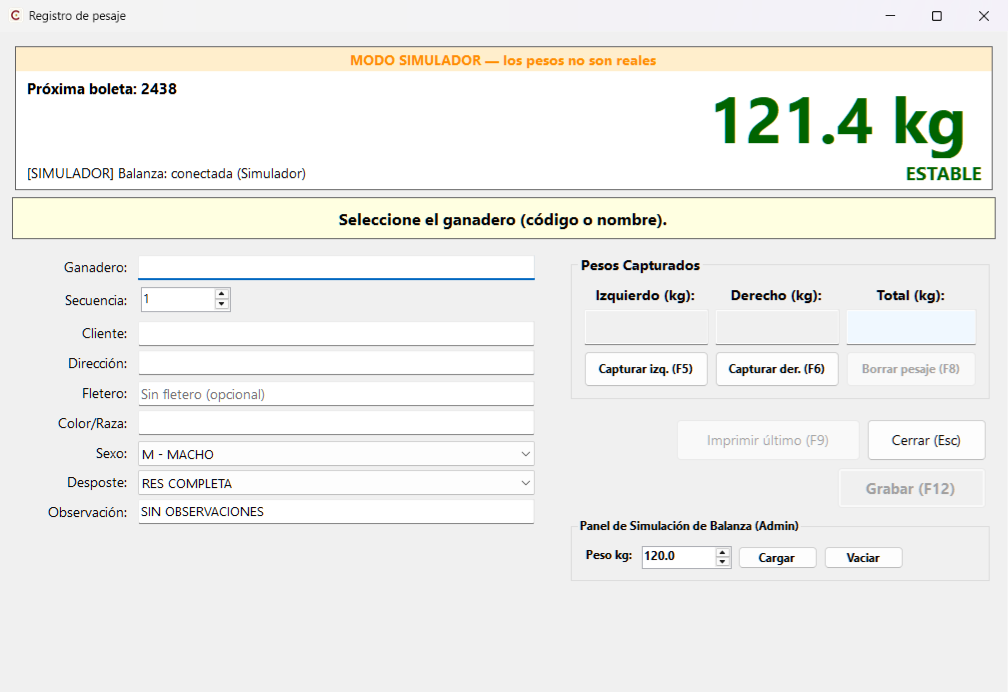 Registro de pesaje
MODO SIMULADOR — los pesos no son reales
Próxima boleta: 2438
121.4 kg
[SIMULADOR] Balanza: conectada (Simulador)
ESTABLE
Seleccione el ganadero (código o nombre).
Ganadero:
Secuencia: 1
Cliente:
Dirección:
Fletero: Sin fletero (opcional)
Color/Raza:
Sexo: M - MACHO
Desposte: RES COMPLETA
Observación: SIN OBSERVACIONES
Pesos Capturados
Izquierdo (kg): Derecho (kg): Total (kg):
Capturar izq. (F5) Capturar der. (F6) Borrar pesaje (F8)
Imprimir último (F9) Cerrar (Esc)
Grabar (F12)
Panel de Simulación de Balanza (Admin)
Peso kg: 120.0 Cargar Vaciar